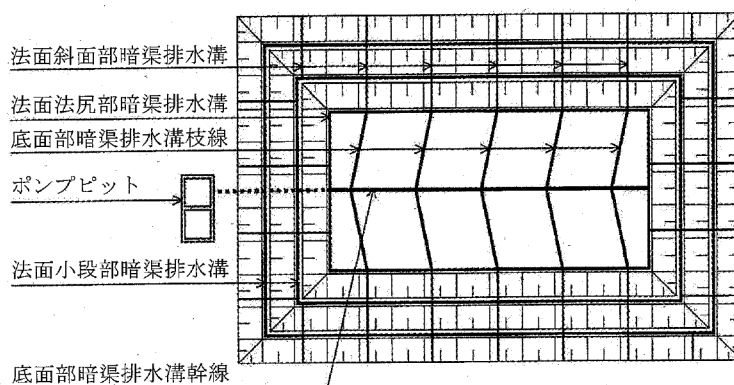 法面斜面部暗渠排水溝
法面法尻部暗渠排水溝
底面部暗渠排水溝枝線
ポンプピット
法面小段部暗渠排水溝
底面部暗渠排水溝幹線